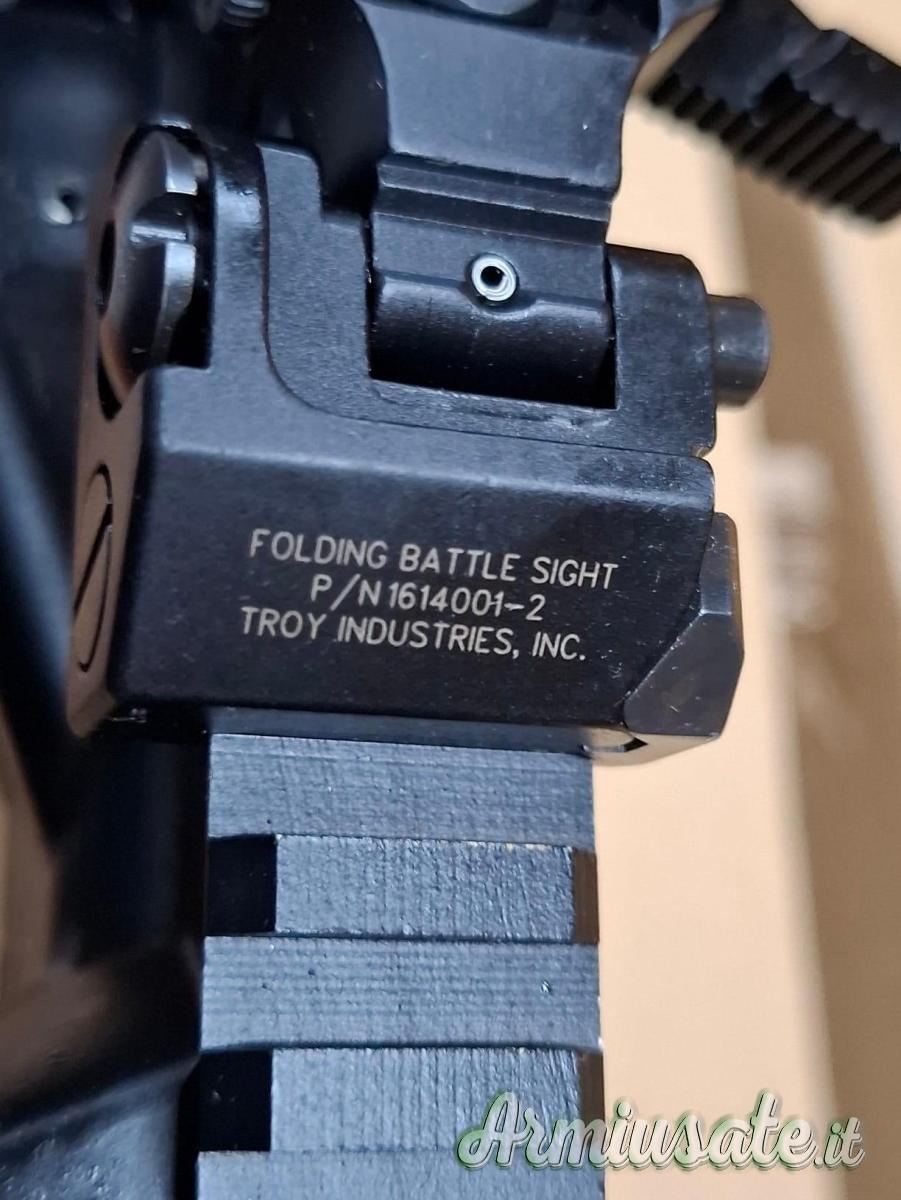 FOLDING BATTLE SIGHT
P/N 1614001-2
TROY INDUSTRIES, INC.
Armiusate.it